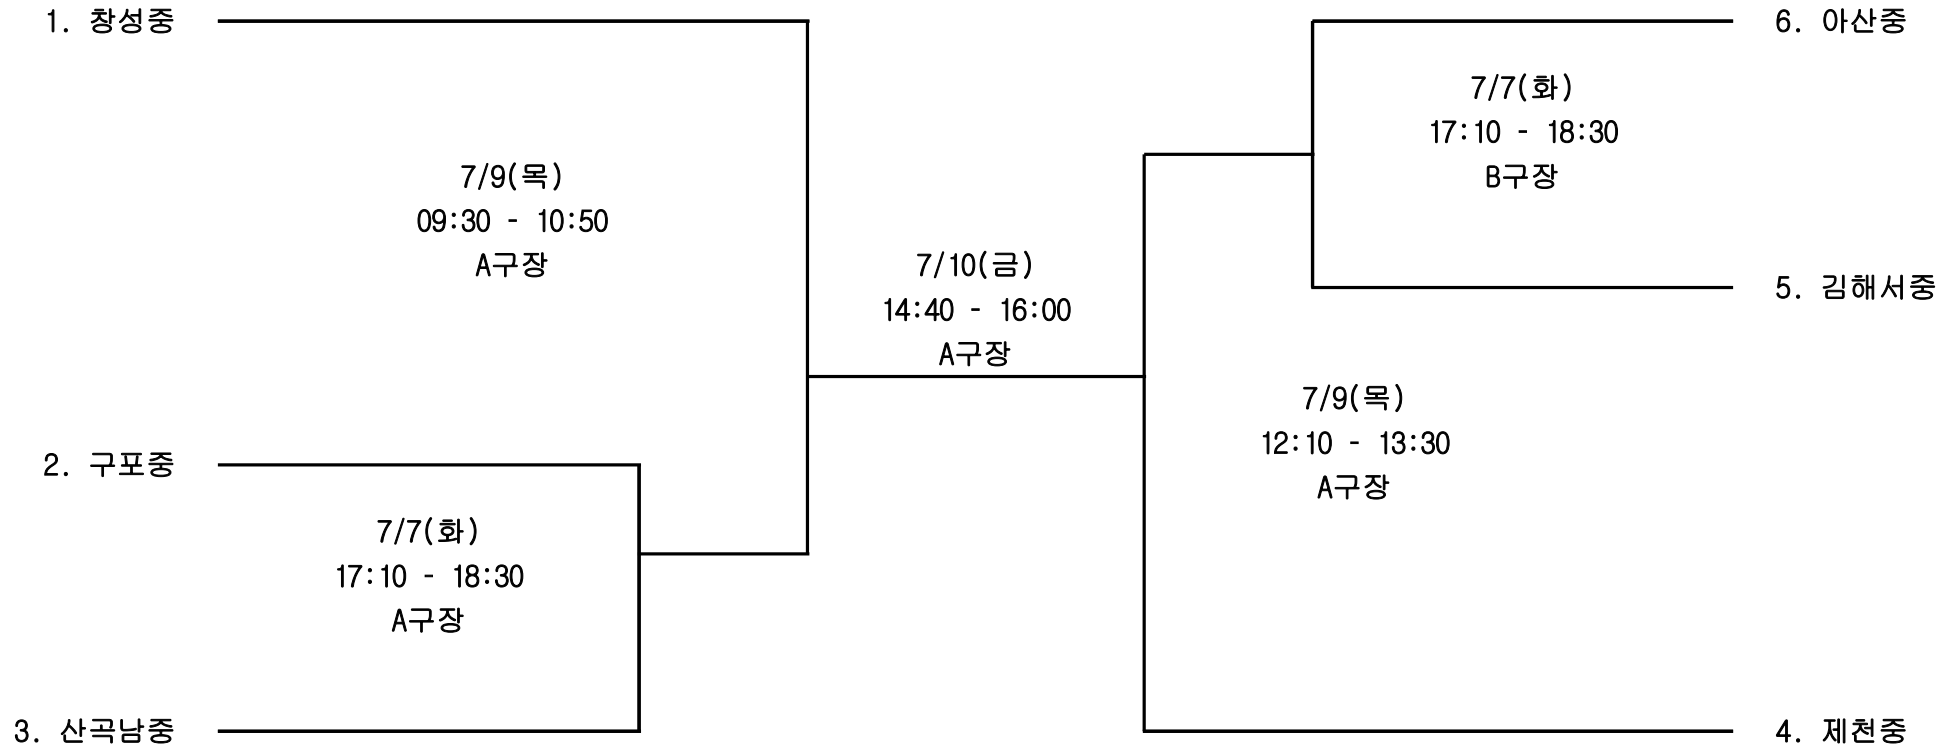 1. 창성중
7/9(목)
09:30 - 10:50
A구장
2. 구포중
7/7(화)
17:10 - 18:30
A구장
3. 산곡남중
7/10(금)
14:40 - 16:00
A구장
6. 아산중
7/7(화)
17:10 - 18:30
B구장
5. 김해서중
7/9(목)
12:10 - 13:30
A구장
4. 제천중